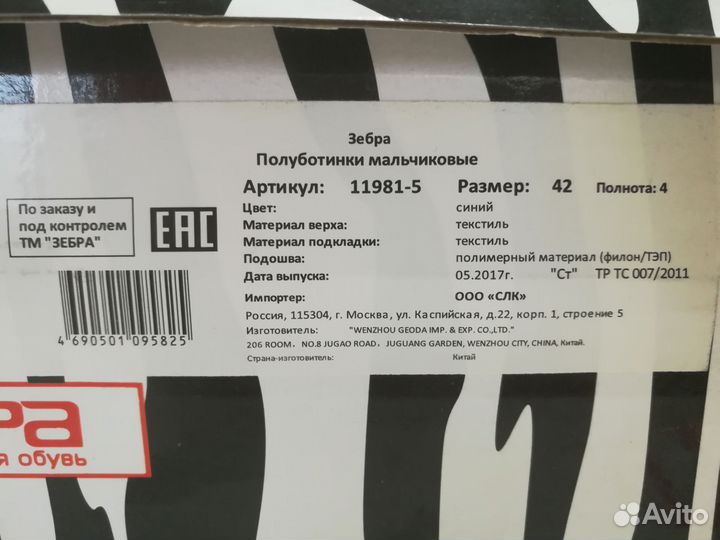 Зебра
Полуботинки мальчиковые
Артикул: 11981-5 Размер: 42 Полнота: 4
Цвет: синий
Материал верха: текстиль
Материал подкладки: текстиль
Подошва: полимерный материал (филон/ТЭП)
Дата выпуска: 05.2017г. "Ст" ТР ТС 007/2011
Импортер: ООО «СЛК»
Россия, 115304, г. Москва, ул. Каспийская, д.22, корп. 1, строение 5
Изготовитель: "WENZHOU GEODA IMP. & EXP. CO.,LTD."
206 ROOM, NO.8 JUGAO ROAD, JUGUANG GARDEN, WENZHOU CITY, CHINA, Китай.
Страна-изготовитель: Китай
По заказу и
под контролем
ТМ "ЗЕБРА"
EAC
4 690501 095825
ра
я обувь
Avito